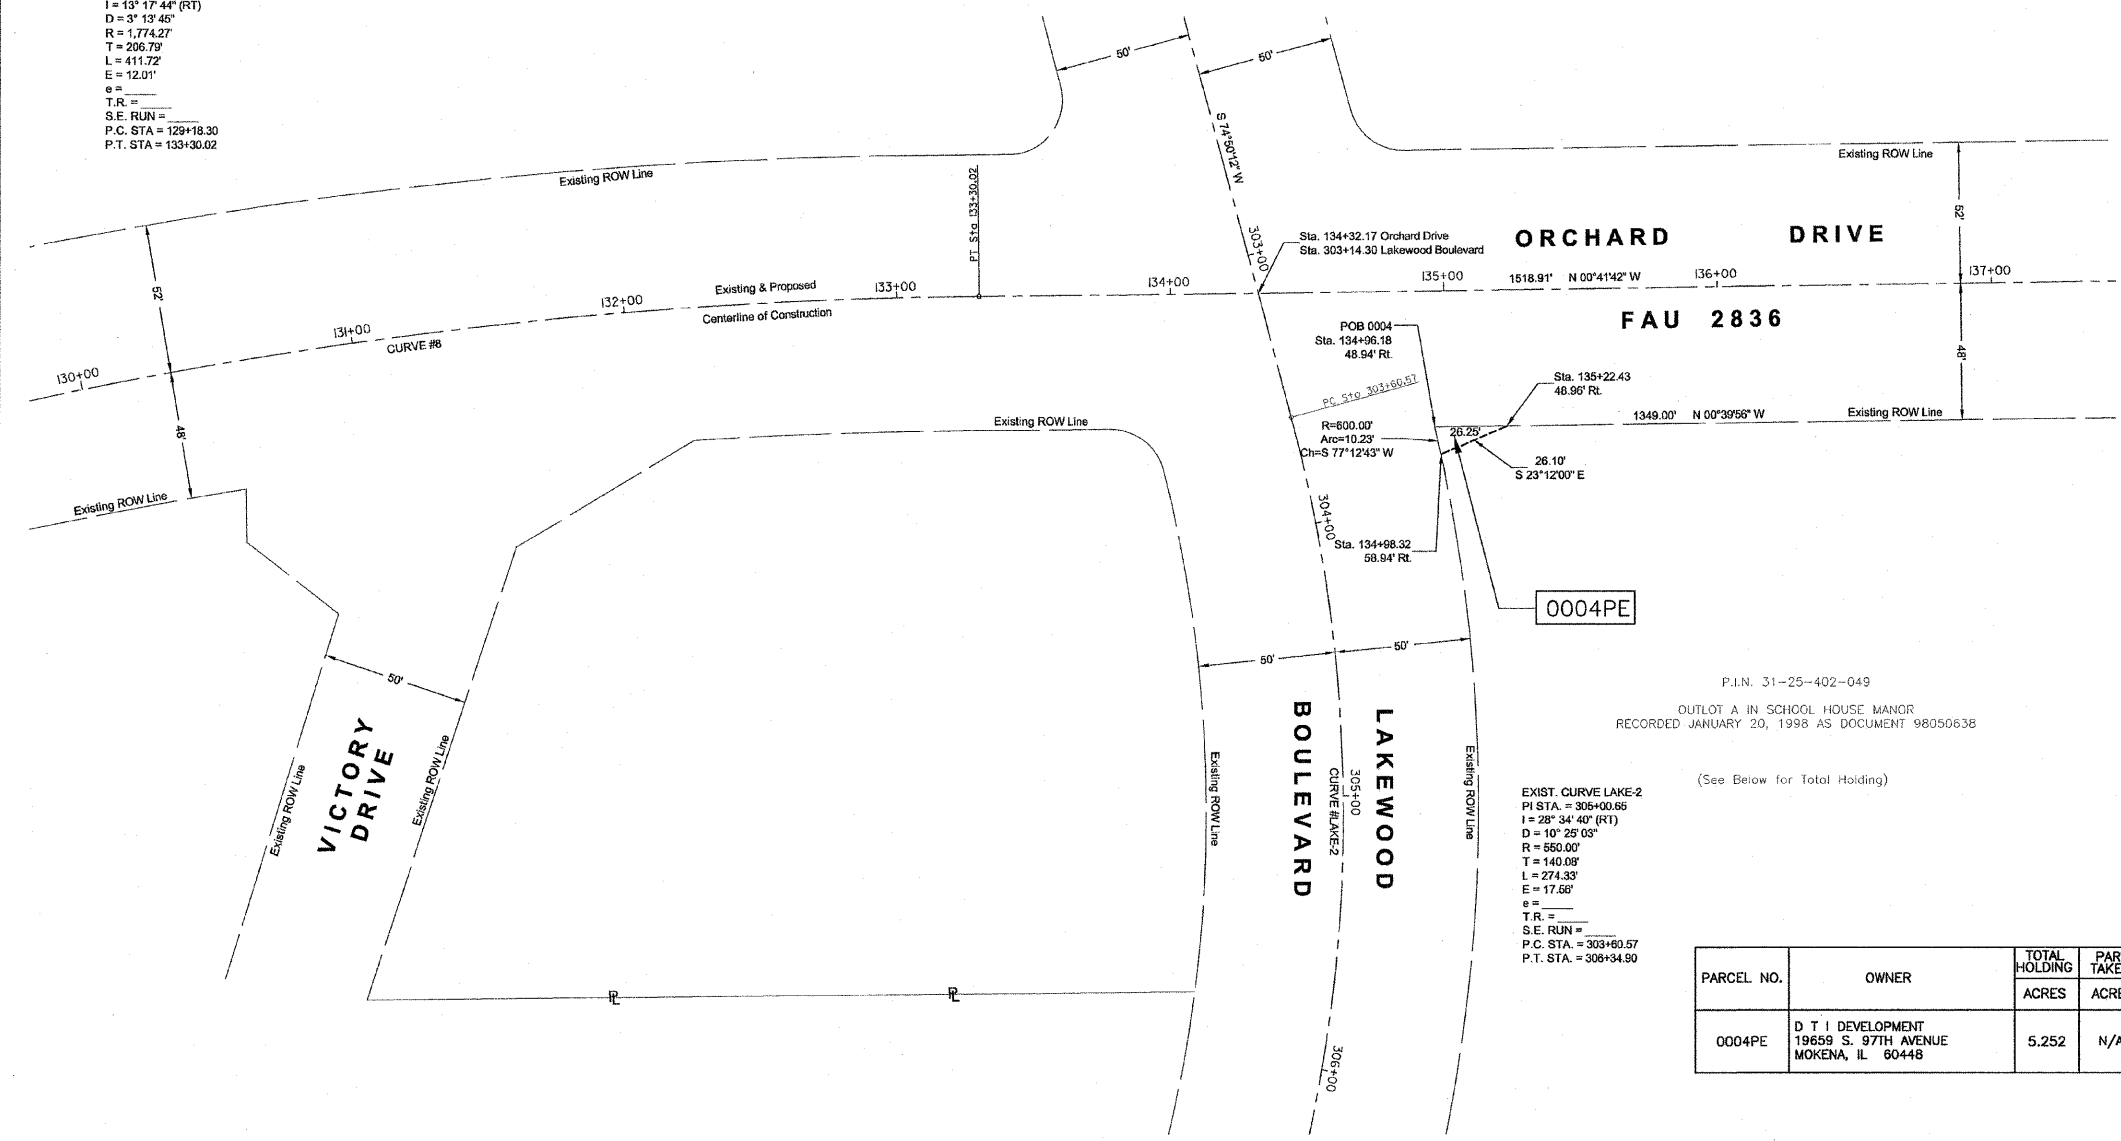 I = 13° 17' 44" (RT)
D = 3° 13' 45"
R = 1,774.27'
T = 206.79'
L = 411.72'
E = 12.01'
e = _____
T.R. = _____
S.E. RUN = _____
P.C. STA = 129+18.30
P.T. STA = 133+30.02
50'
50'
S 74°50'12" W
Existing ROW Line
Existing ROW Line
PT Sta 133+30.02
303+00
Sta. 134+32.17 Orchard Drive
Sta. 303+14.30 Lakewood Boulevard
ORCHARD DRIVE
52'
52'
130+00
131+00
132+00
133+00
134+00
135+00
136+00
137+00
1518.91' N 00°41'42" W
Existing & Proposed
Centerline of Construction
CURVE #8
FAU 2836
POB 0004
Sta. 134+96.18
48.94' Rt.
PC Sta 303+60.57
Sta. 135+22.43
48.96' Rt.
48'
48'
1349.00' N 00°39'56" W
Existing ROW Line
Existing ROW Line
R=600.00'
Arc=10.23'
Ch=S 77°12'43" W
26.25'
26.10'
S 23°12'00" E
Existing ROW Line
304+00
Sta. 134+98.32
58.94' Rt.
0004PE
50'
50'
50'
P.I.N. 31-25-402-049
OUTLOT A IN SCHOOL HOUSE MANOR
RECORDED JANUARY 20, 1998 AS DOCUMENT 98050638
(See Below for Total Holding)
VICTORY
DRIVE
Existing ROW Line
Existing ROW Line
Existing ROW Line
BOULEVARD
CURVE #LAKE-2
305+00
LAKEWOOD
Existing ROW Line
EXIST. CURVE LAKE-2
PI STA. = 305+00.65
I = 28° 34' 40" (RT)
D = 10° 25' 03"
R = 550.00'
T = 140.08'
L = 274.33'
E = 17.56'
e = _____
T.R. = _____
S.E. RUN = _____
P.C. STA. = 303+60.57
P.T. STA. = 306+34.90
PL
PL
306+00
PARCEL NO.
OWNER
TOTAL
HOLDING
ACRES
PAR
TAKE
ACRE
0004PE
D T I DEVELOPMENT
19659 S. 97TH AVENUE
MOKENA, IL 60448
5.252
N/A